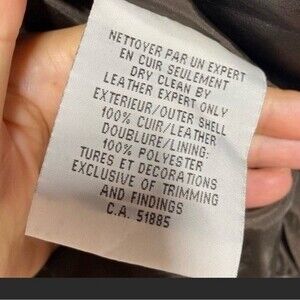 NETTOYER PAR UN EXPERT
EN CUIR SEULEMENT
DRY CLEAN BY
LEATHER EXPERT ONLY
EXTERIEUR/OUTER SHELL
100% CUIR/LEATHER
DOUBLURE/LINING:
100% POLYESTER
TURES ET DECORATIONS
EXCLUSIVE OF TRIMMING
AND FINDINGS
C.A. 51885